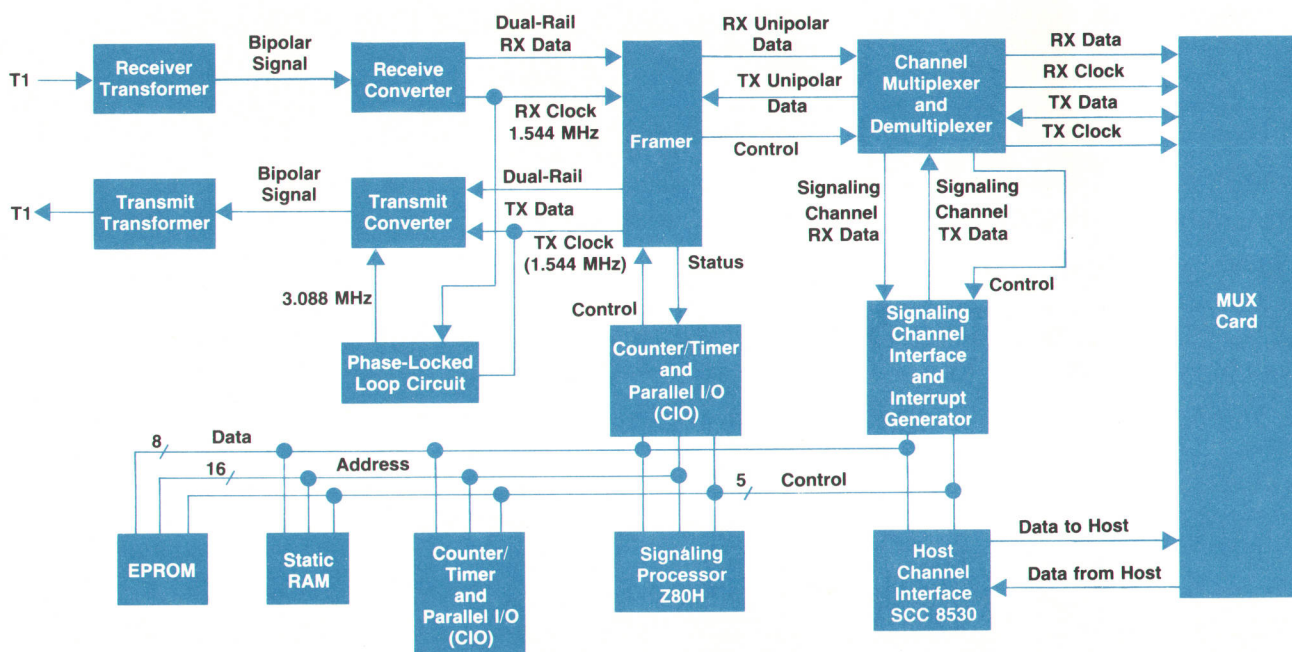 T1
Receiver
Transformer
Bipolar
Signal
Receive
Converter
Dual-Rail
RX Data
RX Clock
1.544 MHz
Framer
RX Unipolar
Data
TX Unipolar
Data
Control
Channel
Multiplexer
and
Demultiplexer
RX Data
RX Clock
TX Data
TX Clock
MUX
Card
T1
Transmit
Transformer
Bipolar
Signal
Transmit
Converter
Dual-Rail
TX Data
TX Clock
(1.544 MHz)
3.088 MHz
Phase-Locked
Loop Circuit
Control
Status
Counter/Timer
and
Parallel I/O
(CIO)
Signaling
Channel
RX Data
Signaling
Channel
TX Data
Control
Signaling
Channel
Interface
and
Interrupt
Generator
8
Data
16
Address
5
Control
EPROM
Static
RAM
Counter/
Timer
and
Parallel I/O
(CIO)
Signaling
Processor
Z80H
Host
Channel
Interface
SCC 8530
Data to Host
Data from Host